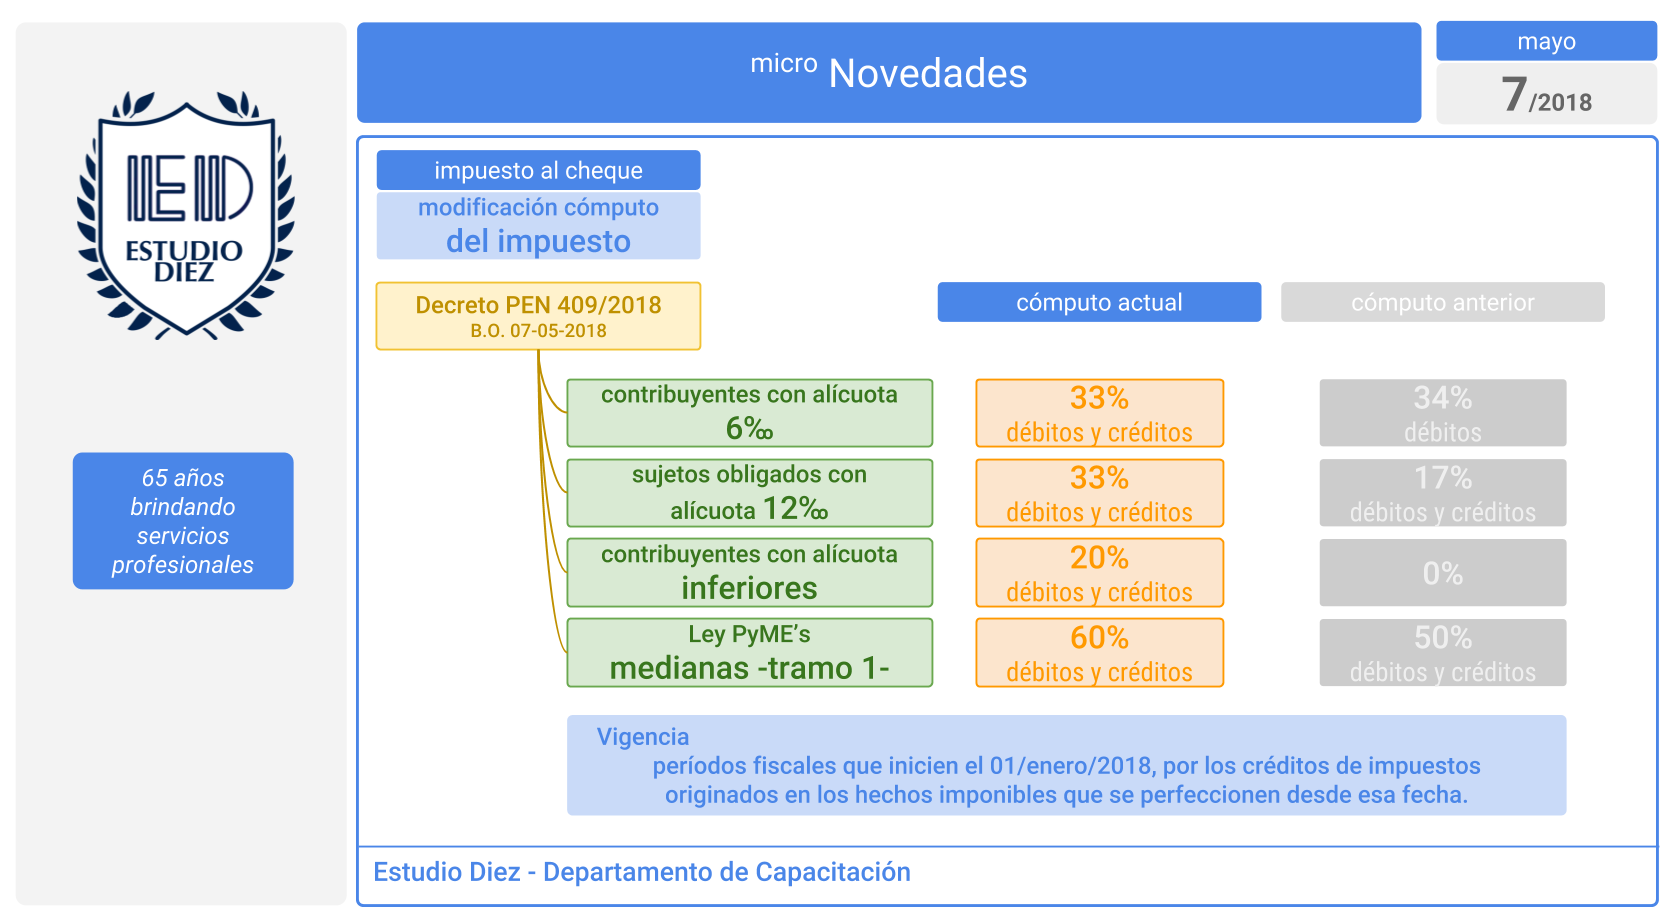 micro Novedades
mayo
7/2018
IEID
ESTUDIO
DIEZ
65 años
brindando
servicios
profesionales
impuesto al cheque
modificación cómputo
del impuesto
Decreto PEN 409/2018
B.O. 07-05-2018
cómputo actual
cómputo anterior
contribuyentes con alícuota
6‰
33%
débitos y créditos
34%
débitos
sujetos obligados con
alícuota 12‰
33%
débitos y créditos
17%
débitos y créditos
contribuyentes con alícuota
inferiores
20%
débitos y créditos
0%
Ley PyME’s
medianas -tramo 1-
60%
débitos y créditos
50%
débitos y créditos
Vigencia
períodos fiscales que inicien el 01/enero/2018, por los créditos de impuestos
originados en los hechos imponibles que se perfeccionen desde esa fecha.
Estudio Diez - Departamento de Capacitación